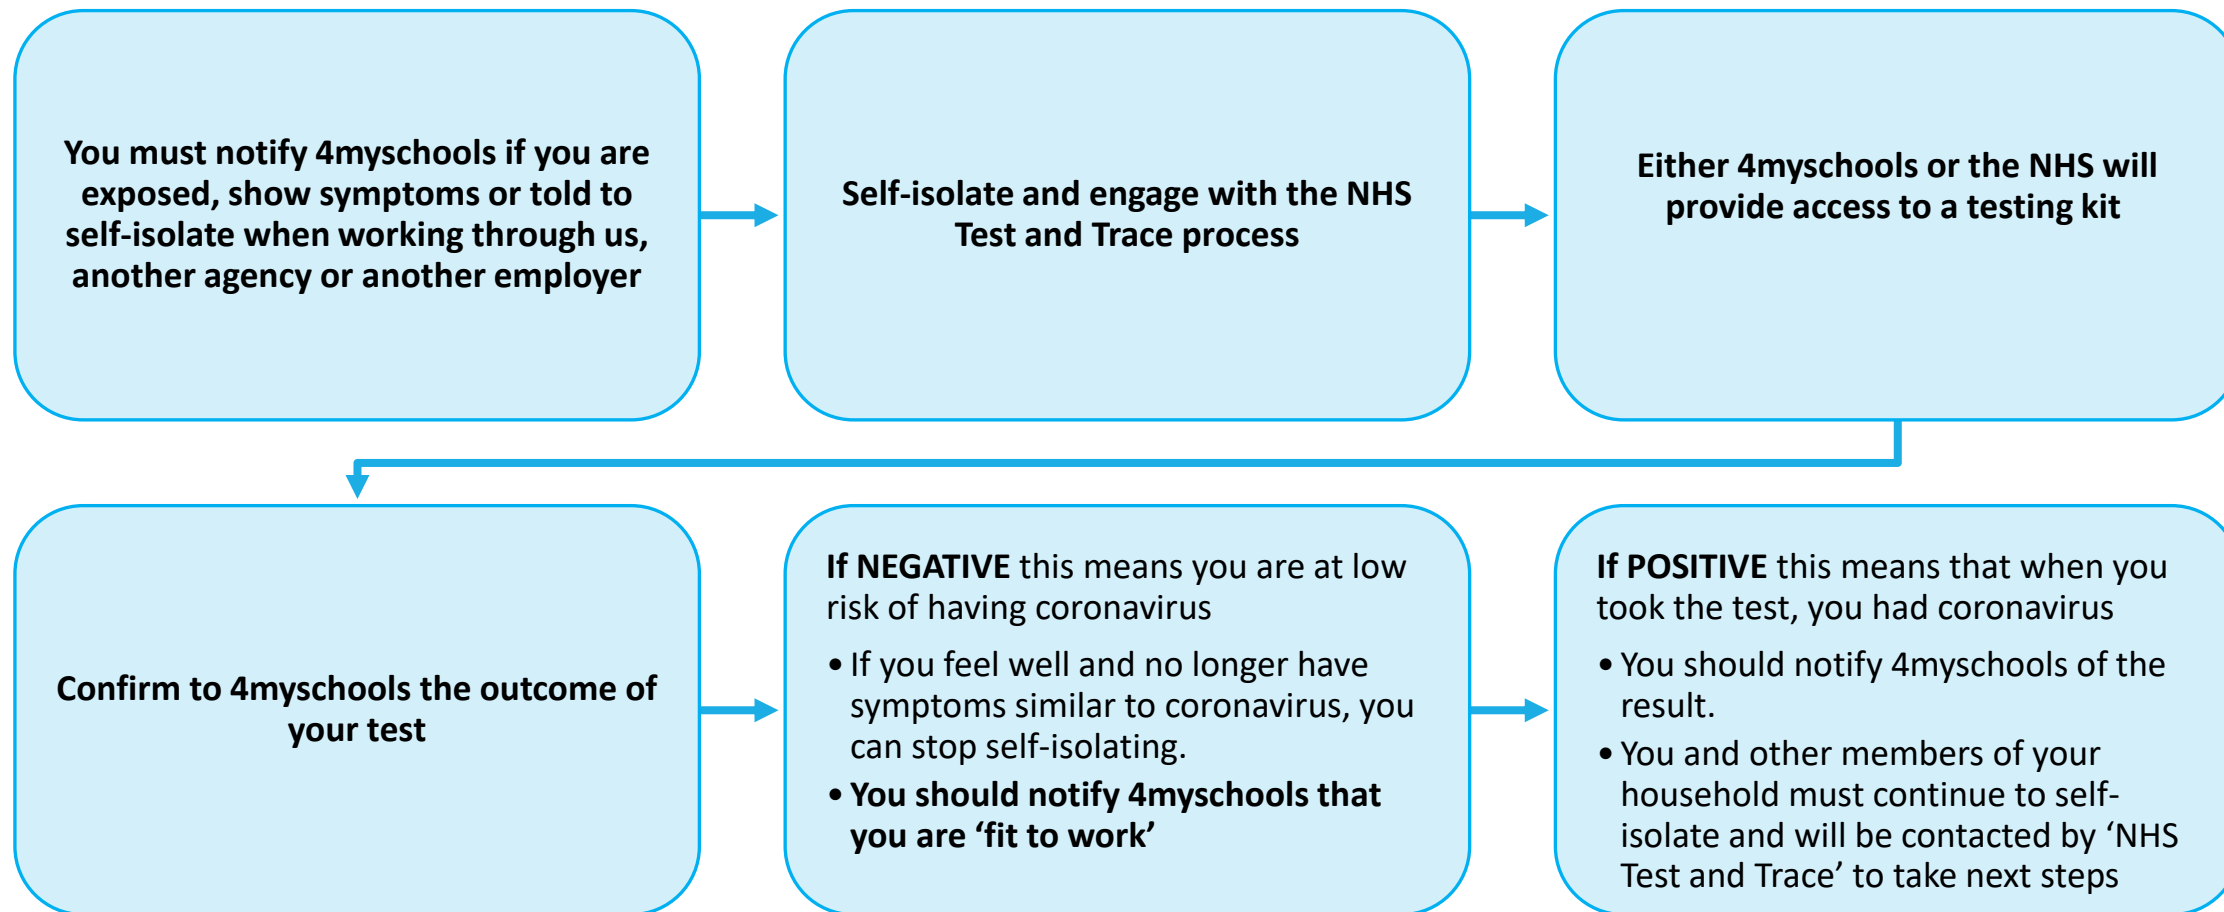 You must notify 4myschools if you are
exposed, show symptoms or told to
self-isolate when working through us,
another agency or another employer
Self-isolate and engage with the NHS
Test and Trace process
Either 4myschools or the NHS will
provide access to a testing kit
Confirm to 4myschools the outcome of
your test
If NEGATIVE this means you are at low
risk of having coronavirus
• If you feel well and no longer have
symptoms similar to coronavirus, you
can stop self-isolating.
• You should notify 4myschools that
you are ‘fit to work’
If POSITIVE this means that when you
took the test, you had coronavirus
• You should notify 4myschools of the
result.
• You and other members of your
household must continue to self-
isolate and will be contacted by ‘NHS
Test and Trace’ to take next steps